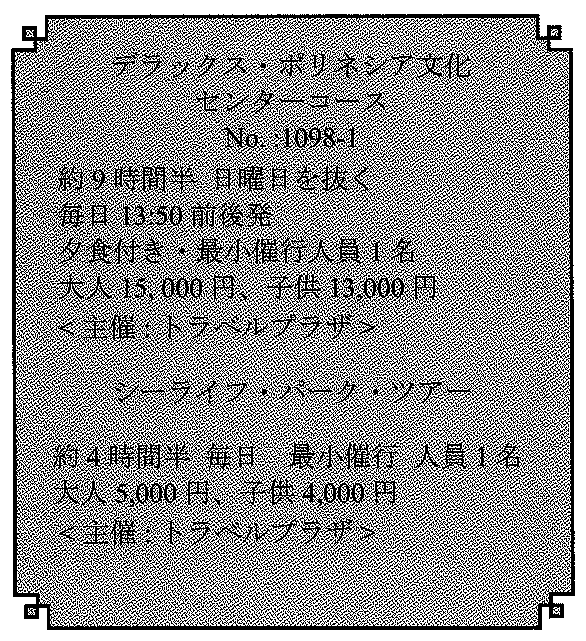 デラックス・ポリネシア文化
センターコース
No. 1098-1
約9時間半 日曜日を抜く
毎日 13:50 前後発
夕食付き・最小催行人員1名
大人 15,000 円、子供 13,000 円
<主催:トラベルプラザ>
シーライフ・パーク・ツアー
約4時間半 毎日 最小催行 人員1名
大人 5,000 円、子供 4,000 円
<主催:トラベルプラザ>